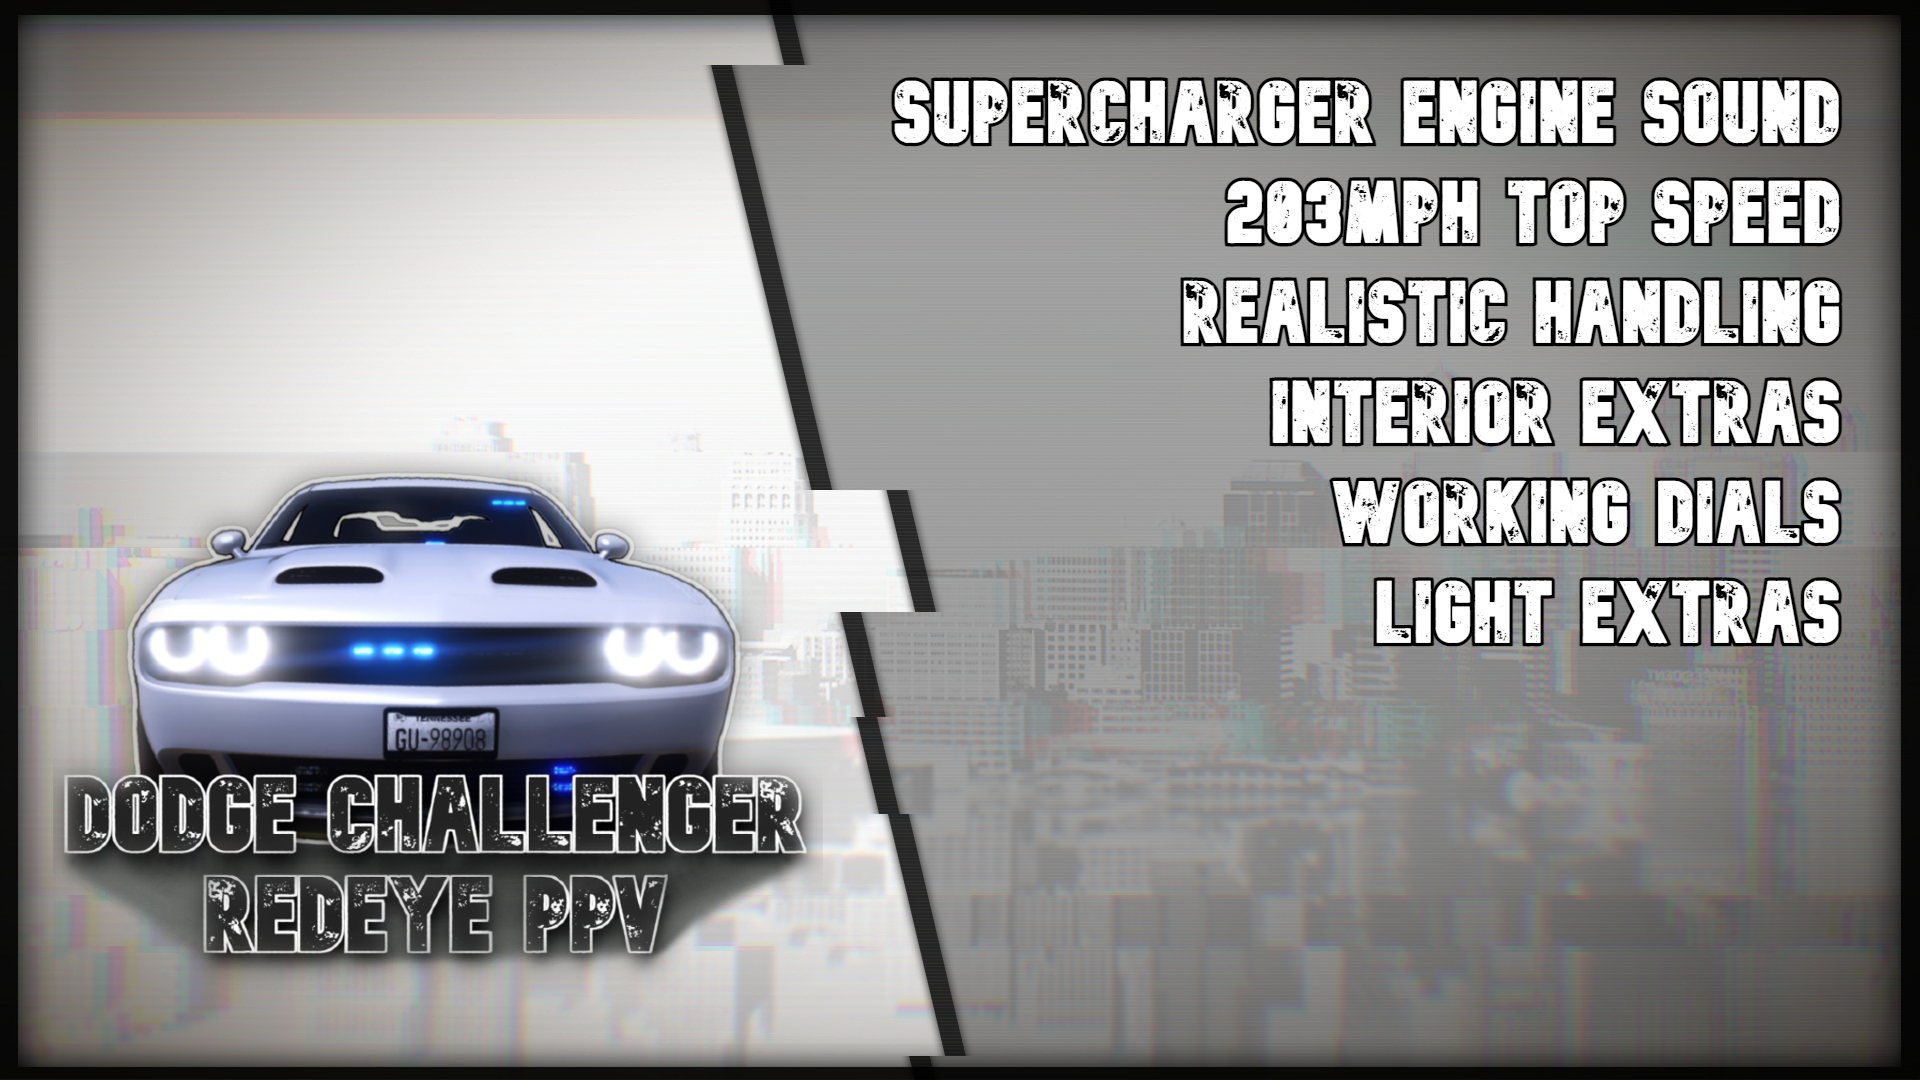 SUPERCHARGER ENGINE SOUND
203MPH TOP SPEED
REALISTIC HANDLING
INTERIOR EXTRAS
WORKING DIALS
LIGHT EXTRAS
TENNESSEE
GU-98908
DODGE CHALLENGER
REDEYE PPV